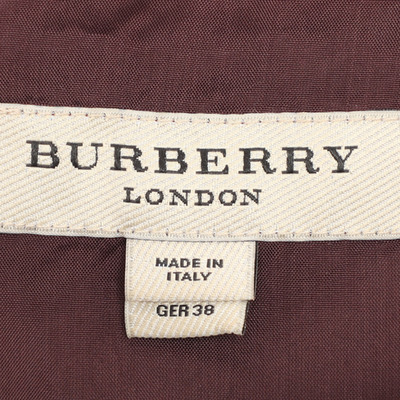 BURBERRY
LONDON
MADE IN
ITALY
GER 38